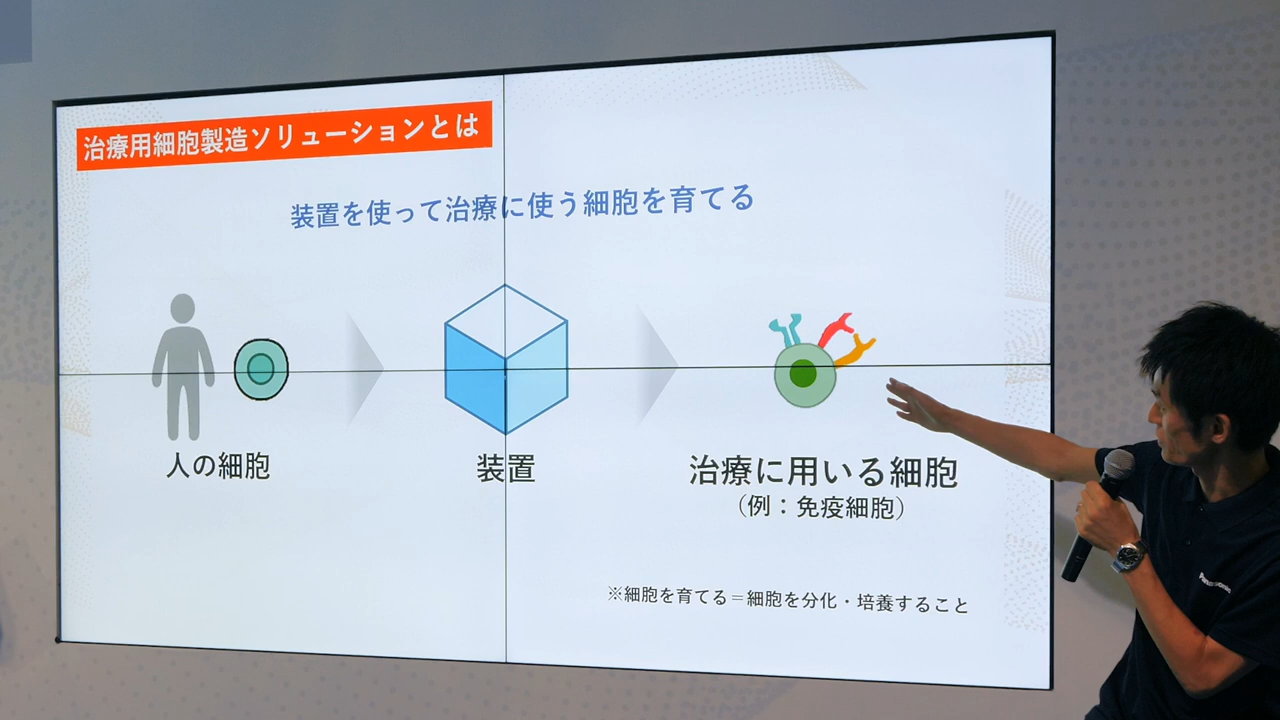 治療用細胞製造ソリューションとは
装置を使って治療に使う細胞を育てる
人の細胞
装置
治療に用いる細胞
（例：免疫細胞）
※細胞を育てる＝細胞を分化・培養すること
Panasonic